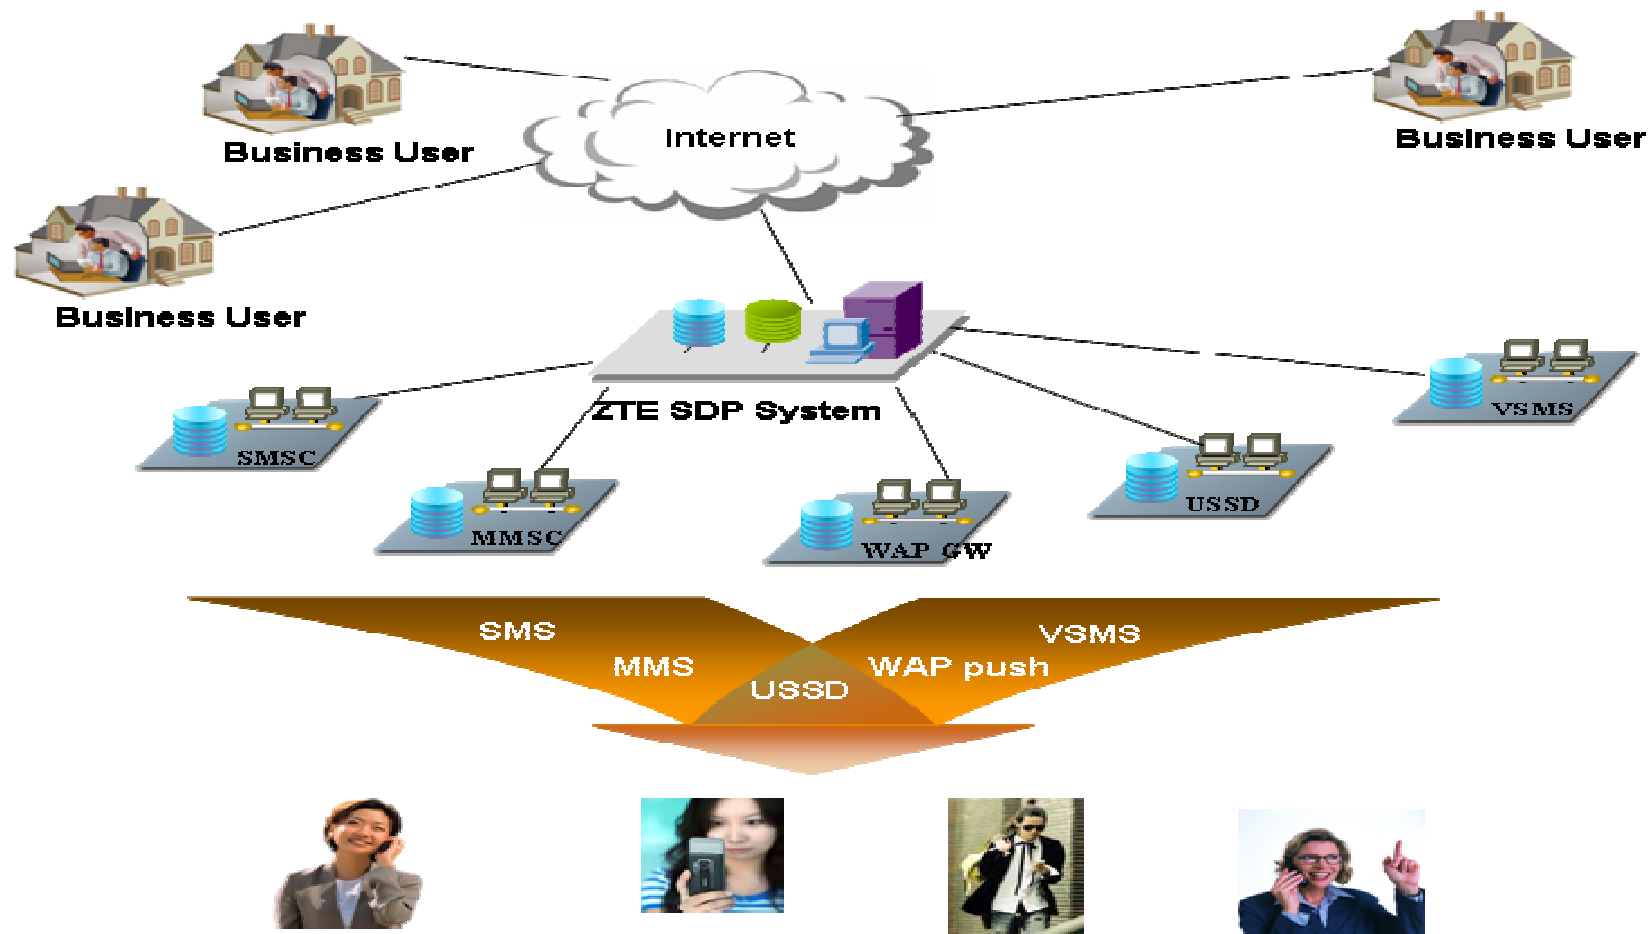 Internet
Business User
Business User
Business User
ZTE SDP System
SMSC
MMSC
WAP GW
USSD
VSMS
SMS
MMS
USSD
WAP push
VSMS